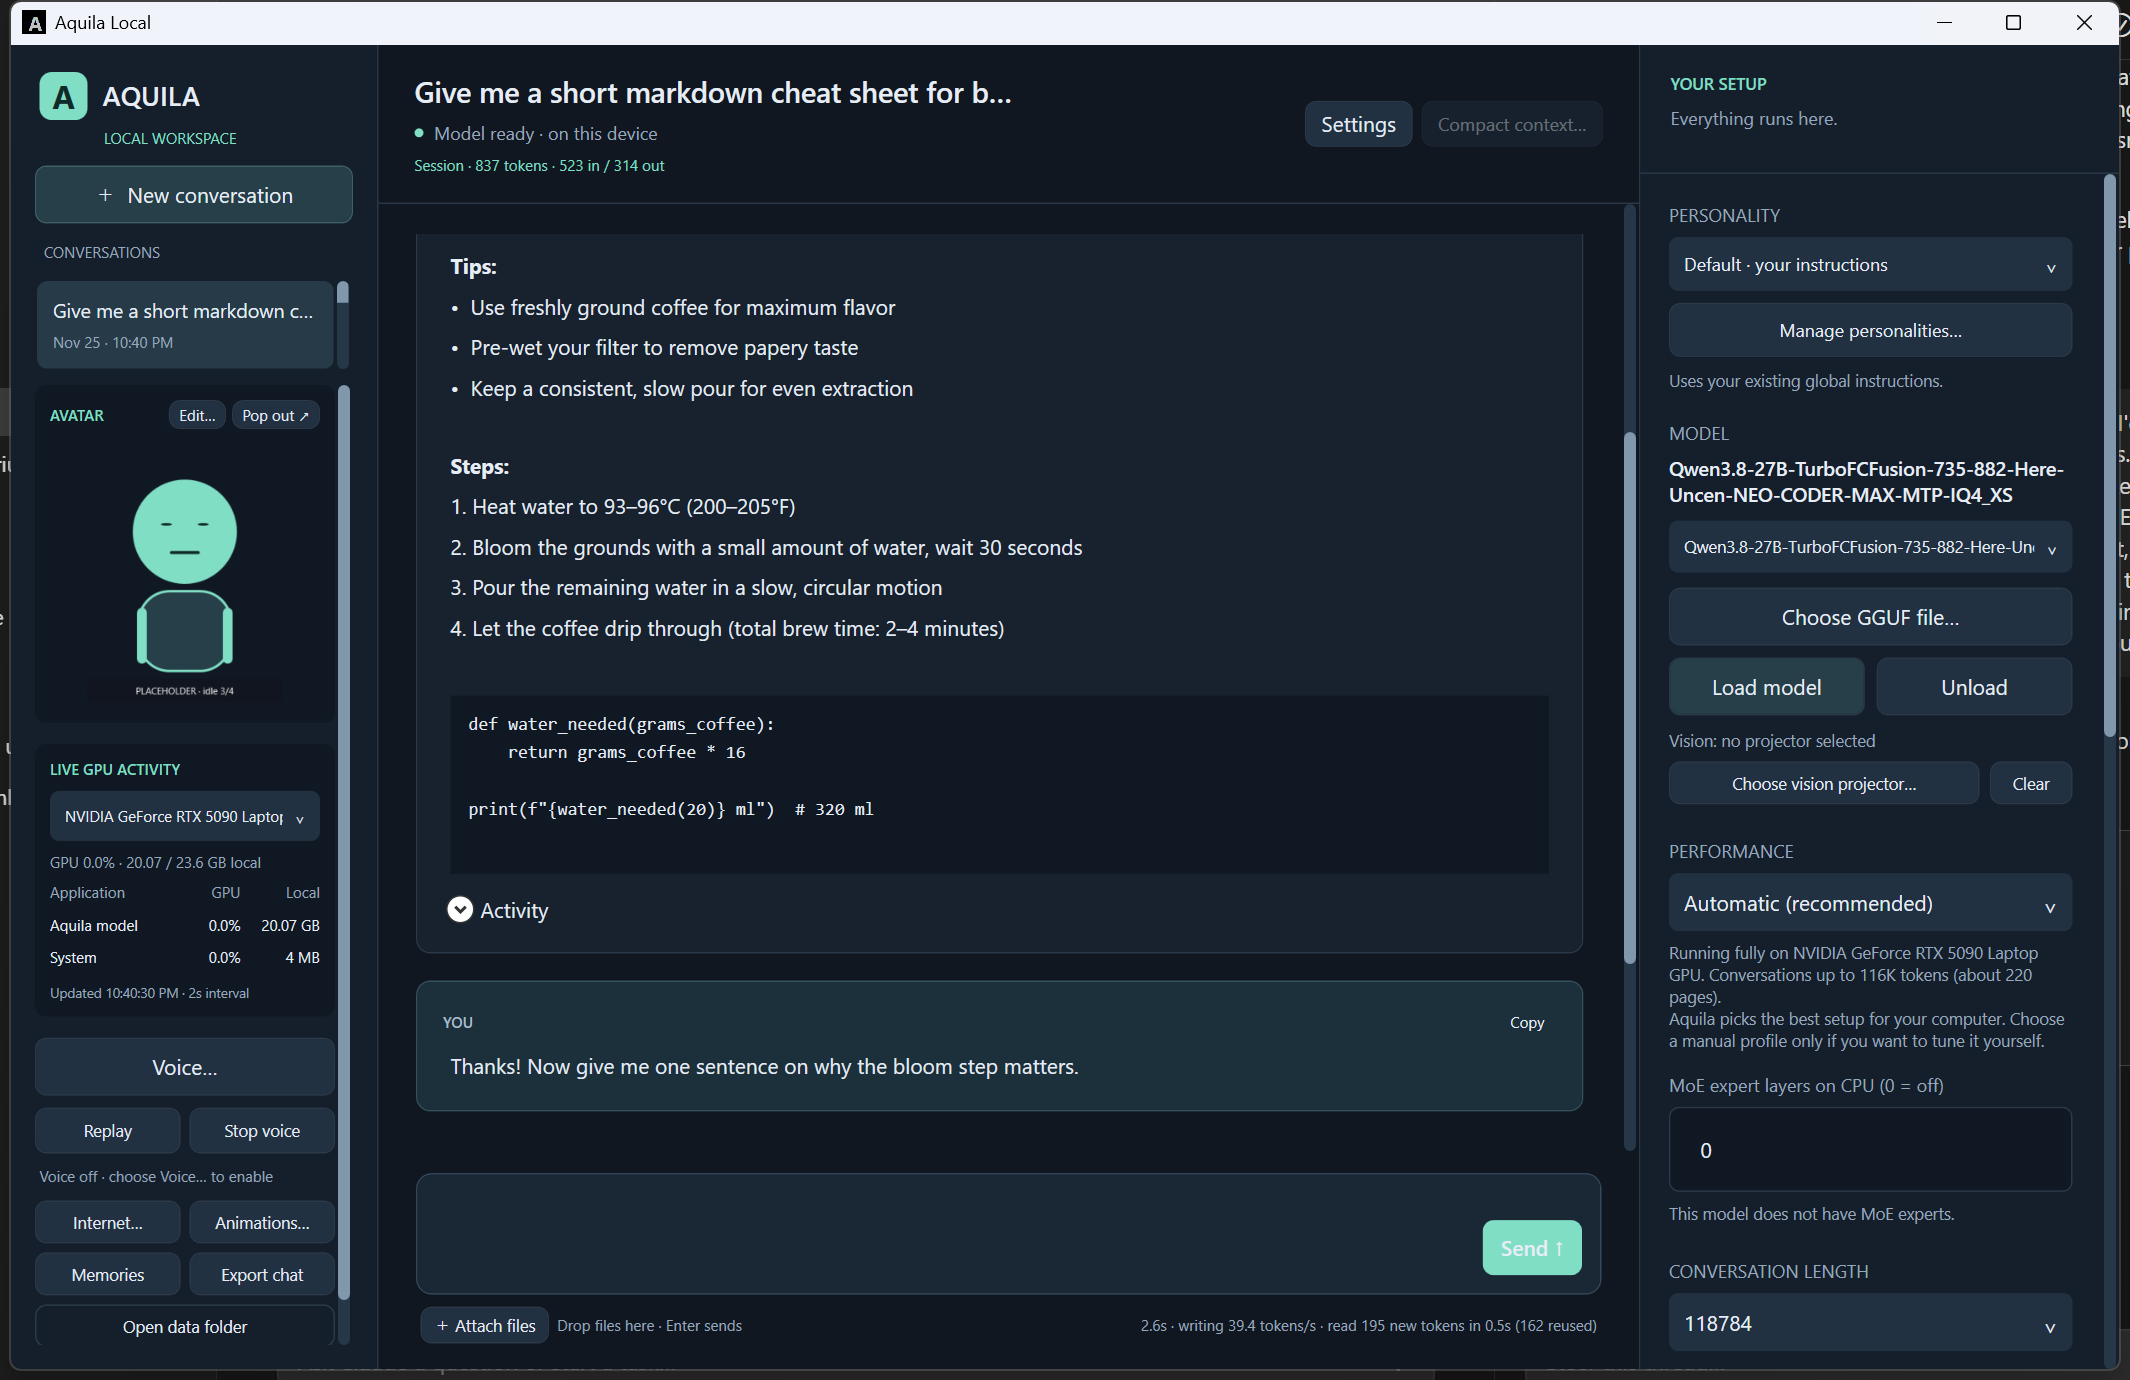 Aquila Local
A AQUILA
LOCAL WORKSPACE
+ New conversation
CONVERSATIONS
Give me a short markdown c...
Nov 25 · 10:40 PM
AVATAR
Edit...
Pop out ↗
PLACEHOLDER · idle 3/4
LIVE GPU ACTIVITY
NVIDIA GeForce RTX 5090 Laptop
GPU 0.0% · 20.07 / 23.6 GB local
Application GPU Local
Aquila model 0.0% 20.07 GB
System 0.0% 4 MB
Updated 10:40:30 PM · 2s interval
Voice...
Replay
Stop voice
Voice off · choose Voice... to enable
Internet...
Animations...
Memories
Export chat
Open data folder
Give me a short markdown cheat sheet for b...
Model ready · on this device
Session · 837 tokens · 523 in / 314 out
Settings
Compact context...
Tips:
• Use freshly ground coffee for maximum flavor
• Pre-wet your filter to remove papery taste
• Keep a consistent, slow pour for even extraction
Steps:
1. Heat water to 93–96°C (200–205°F)
2. Bloom the grounds with a small amount of water, wait 30 seconds
3. Pour the remaining water in a slow, circular motion
4. Let the coffee drip through (total brew time: 2–4 minutes)
def water_needed(grams_coffee):
    return grams_coffee * 16
print(f"{water_needed(20)} ml")  # 320 ml
Activity
YOU
Copy
Thanks! Now give me one sentence on why the bloom step matters.
Send ↑
+ Attach files
Drop files here · Enter sends
2.6s · writing 39.4 tokens/s · read 195 new tokens in 0.5s (162 reused)
YOUR SETUP
Everything runs here.
PERSONALITY
Default · your instructions
Manage personalities...
Uses your existing global instructions.
MODEL
Qwen3.8-27B-TurboFCFusion-735-882-Here-
Uncen-NEO-CODER-MAX-MTP-IQ4_XS
Qwen3.8-27B-TurboFCFusion-735-882-Here-Un
Choose GGUF file...
Load model
Unload
Vision: no projector selected
Choose vision projector...
Clear
PERFORMANCE
Automatic (recommended)
Running fully on NVIDIA GeForce RTX 5090 Laptop
GPU. Conversations up to 116K tokens (about 220
pages).
Aquila picks the best setup for your computer. Choose
a manual profile only if you want to tune it yourself.
MoE expert layers on CPU (0 = off)
0
This model does not have MoE experts.
CONVERSATION LENGTH
118784